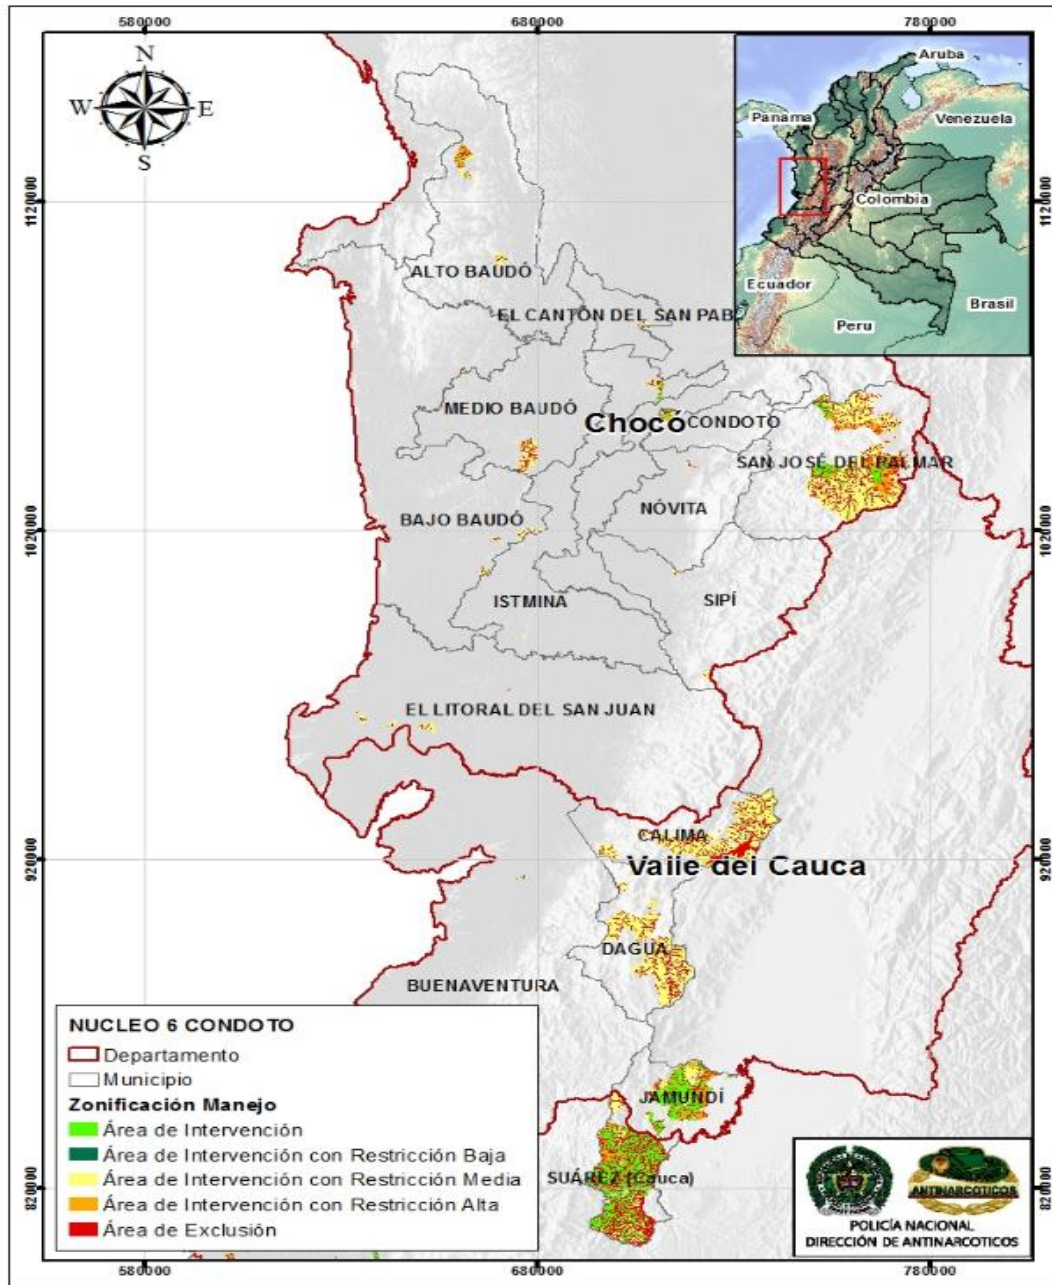 580000 680000 780000
N
W E
S
Aruba
Panama
Venezuela
Colombia
Ecuador
Brasil
Peru
1120000 1120000
ALTO BAUDÓ
EL CANTÓN DEL SAN PAB
MEDIO BAUDÓ
Chocó
CONDOTO
SAN JOSÉ DEL PALMAR
NÓVITA
BAJO BAUDÓ
1020000 1020000
ISTMINA
SIPÍ
EL LITORAL DEL SAN JUAN
CALIMA
920000 920000
Valle del Cauca
DAGUA
BUENAVENTURA
JAMUNDÍ
SUÁREZ (Cauca)
820000 820000
NUCLEO 6 CONDOTO
Departamento
Municipio
Zonificación Manejo
Área de Intervención
Área de Intervención con Restricción Baja
Área de Intervención con Restricción Media
Área de Intervención con Restricción Alta
Área de Exclusión
ANTINARCOTICOS
POLICÍA NACIONAL
DIRECCIÓN DE ANTINARCOTICOS
580000 680000 780000